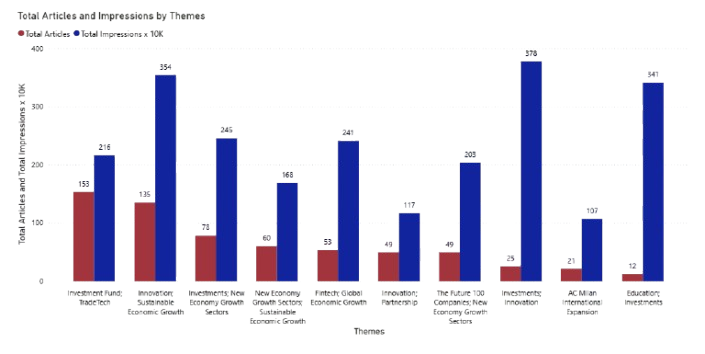 Total Articles and Impressions by Themes
Total Articles Total Impressions x 10K
Total Articles and Total Impressions x 10K
400
300
200
100
0
153
216
135
354
78
245
60
168
53
241
49
117
49
203
25
378
21
107
12
341
Investment Fund;
TradeTech
Innovation;
Sustainable
Economic Growth
Investments; New
Economy Growth
Sectors
New Economy
Growth Sectors;
Sustainable
Economic Growth
Fintech; Global
Economic Growth
Innovation;
Partnership
The Future 100
Companies; New
Economy Growth
Sectors
Investments;
Innovation
AC Milan
International
Expansion
Education;
Investments
Themes